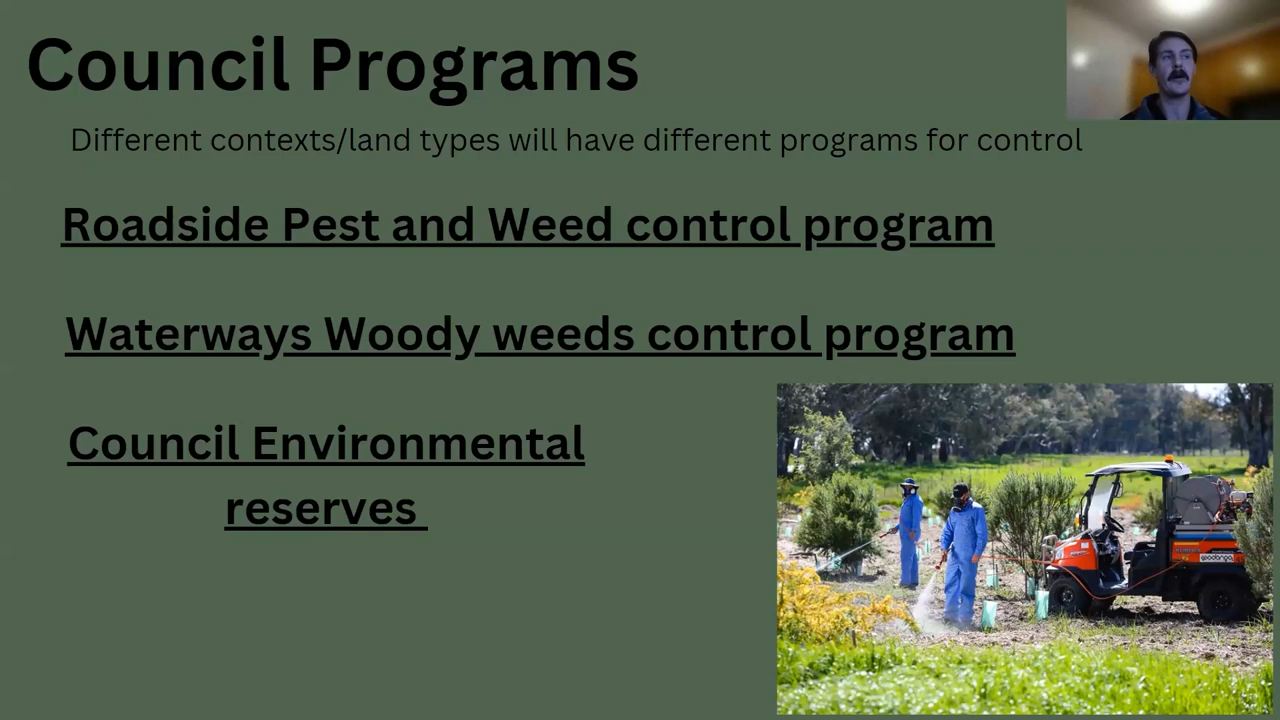 Council Programs
Different contexts/land types will have different programs for control
Roadside Pest and Weed control program
Waterways Woody weeds control program
Council Environmental
reserves
wodonga